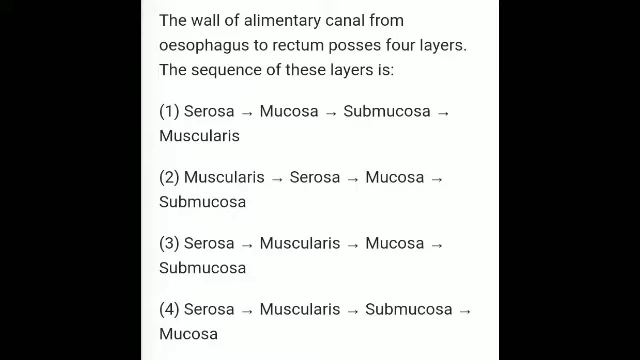 The wall of alimentary canal from
oesophagus to rectum posses four layers.
The sequence of these layers is:
(1) Serosa → Mucosa → Submucosa →
Muscularis
(2) Muscularis → Serosa → Mucosa →
Submucosa
(3) Serosa → Muscularis → Mucosa →
Submucosa
(4) Serosa → Muscularis → Submucosa →
Mucosa